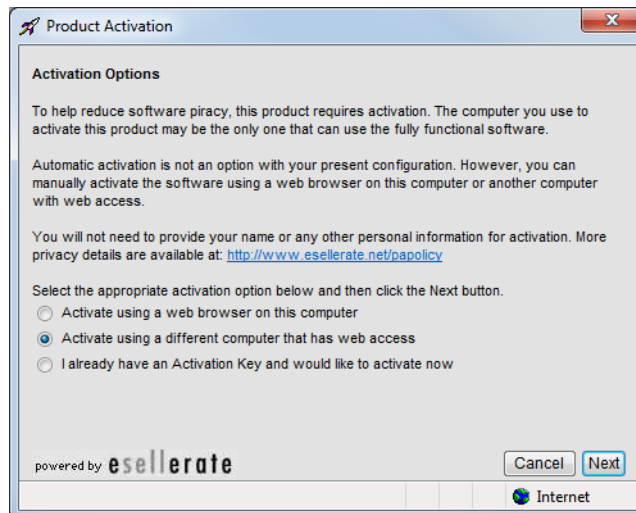 Product Activation
Activation Options
To help reduce software piracy, this product requires activation. The computer you use to
activate this product may be the only one that can use the fully functional software.
Automatic activation is not an option with your present configuration. However, you can
manually activate the software using a web browser on this computer or another computer
with web access.
You will not need to provide your name or any other personal information for activation. More
privacy details are available at: http://www.esellerate.net/papolicy
Select the appropriate activation option below and then click the Next button.
Activate using a web browser on this computer
Activate using a different computer that has web access
I already have an Activation Key and would like to activate now
powered by esellerate
Cancel Next
Internet